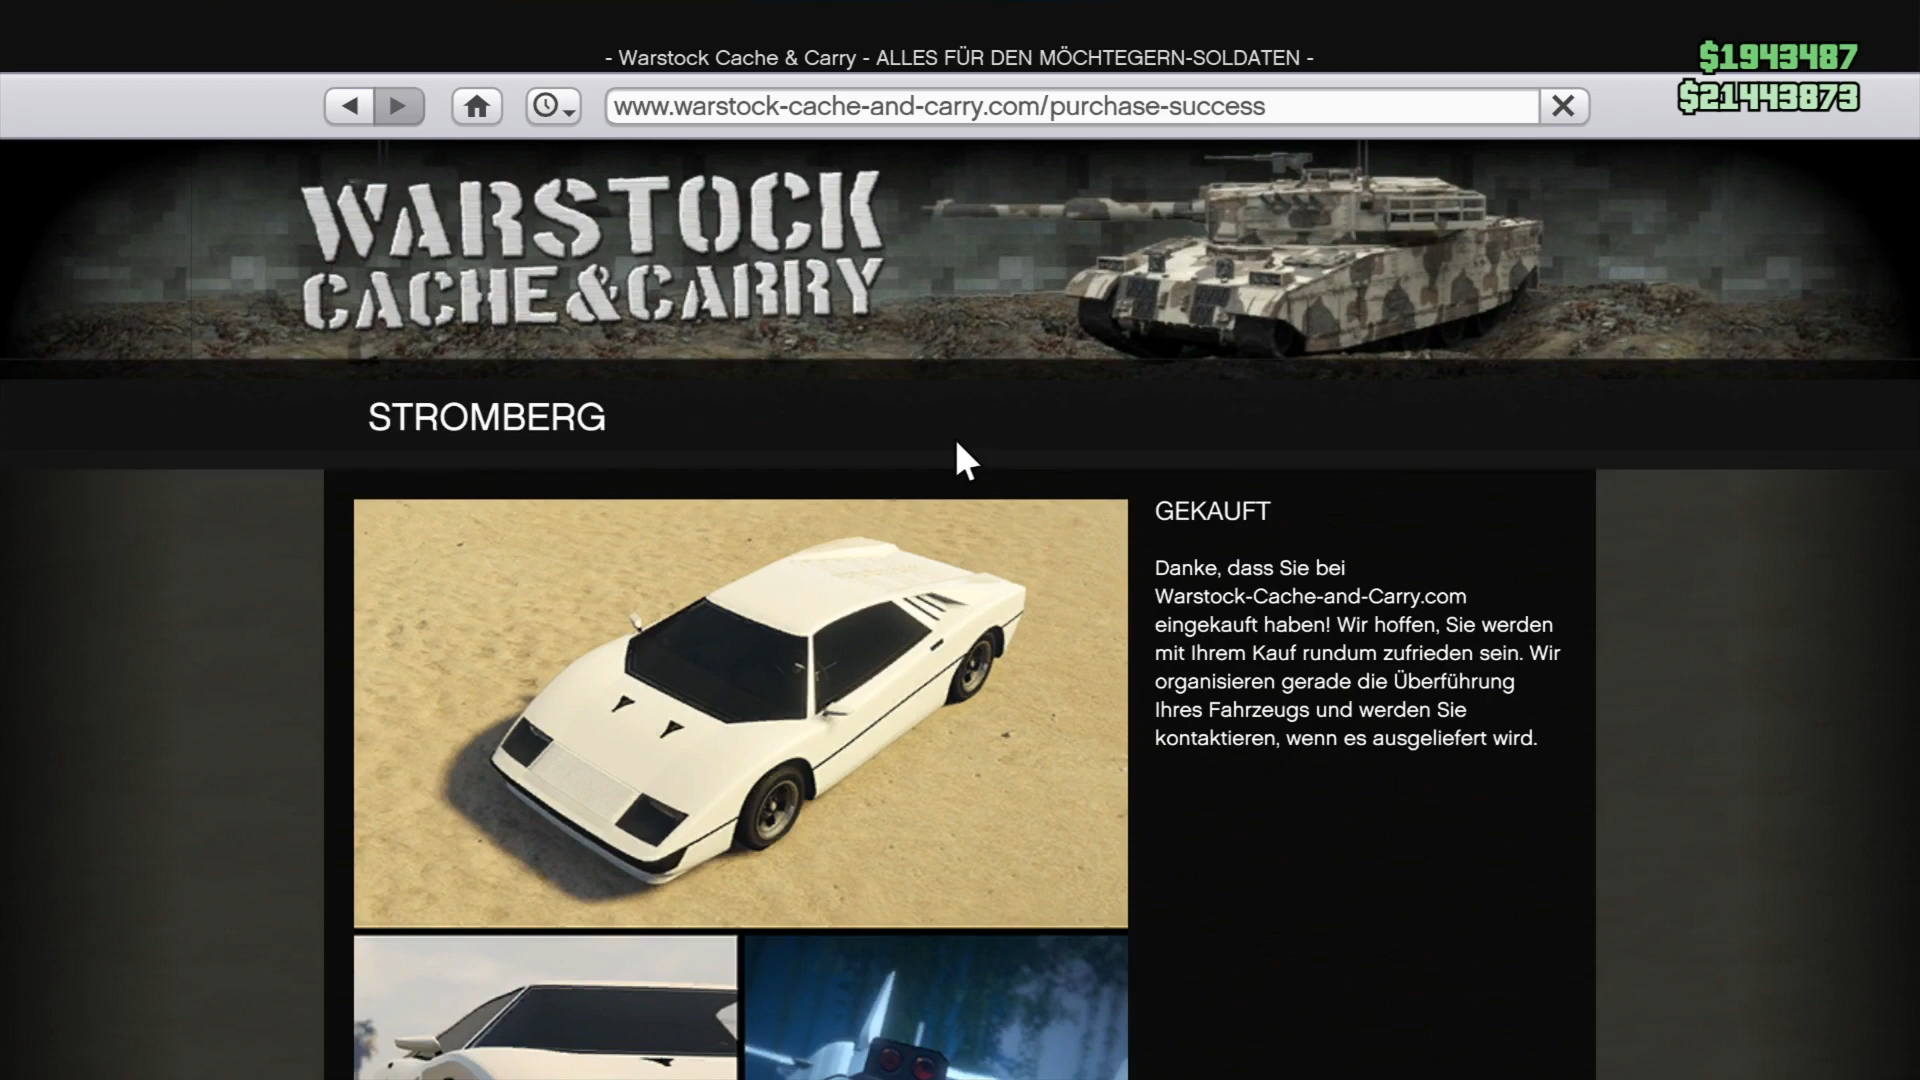 - Warstock Cache & Carry - ALLES FÜR DEN MÖCHTEGERN-SOLDATEN -
$1943487
$21443873
www.warstock-cache-and-carry.com/purchase-success
WARSTOCK
CACHE&CARRY
STROMBERG
GEKAUFT
Danke, dass Sie bei
Warstock-Cache-and-Carry.com
eingekauft haben! Wir hoffen, Sie werden
mit Ihrem Kauf rundum zufrieden sein. Wir
organisieren gerade die Überführung
Ihres Fahrzeugs und werden Sie
kontaktieren, wenn es ausgeliefert wird.